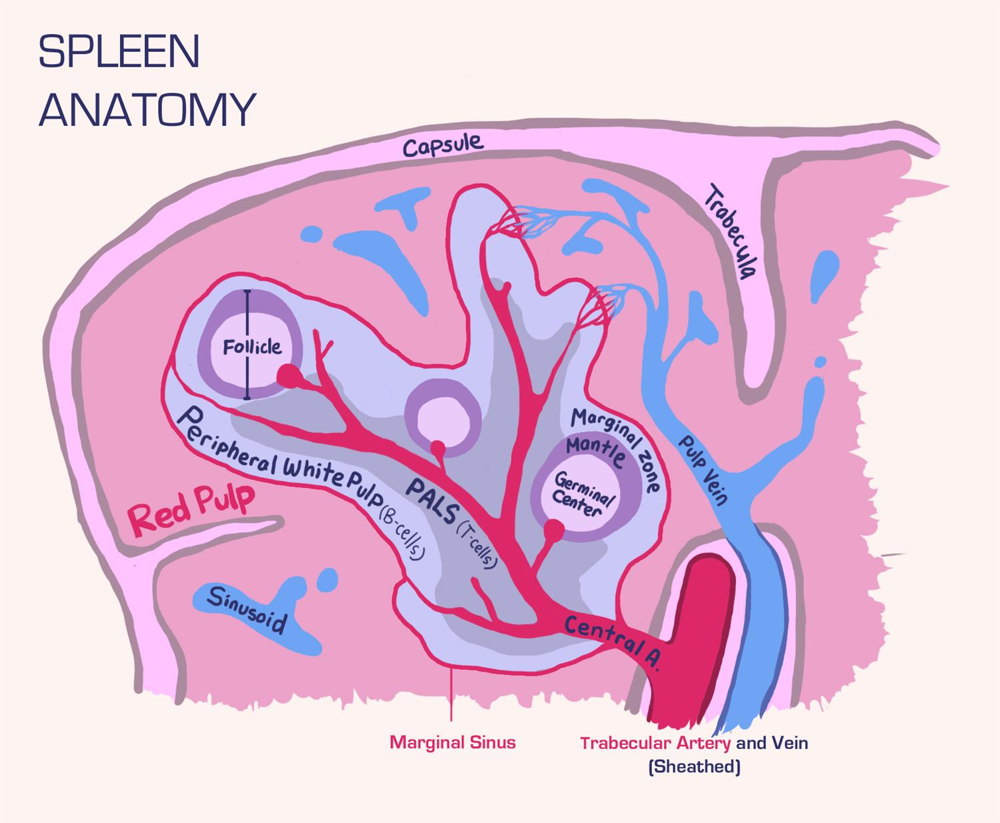 SPLEEN
ANATOMY
Capsule
Trabecula
Follicle
Marginal zone
Mantle
Germinal
Center
Peripheral White Pulp (B-cells)
PALS (T-cells)
Pulp Vein
Red Pulp
Sinusoid
Central A.
Marginal Sinus
Trabecular Artery and Vein
(Sheathed)